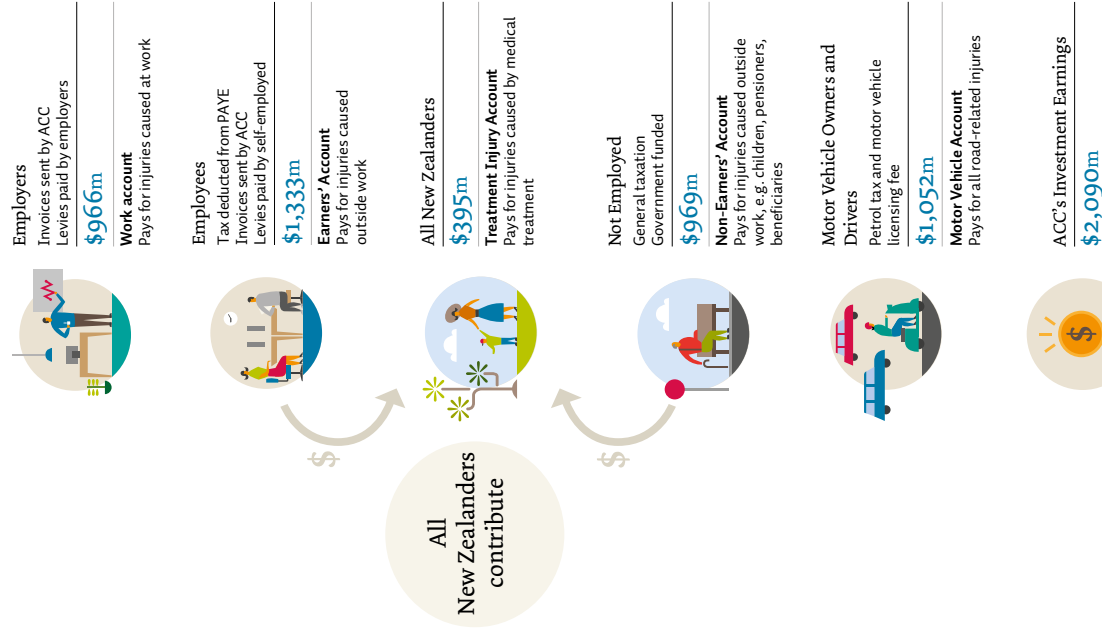 All
New Zealanders
contribute
$
$
Employers
Invoices sent by ACC
Levies paid by employers
$966m
Work account
Pays for injuries caused at work
Employees
Tax deducted from PAYE
Invoices sent by ACC
Levies paid by self-employed
$1,333m
Earners' Account
Pays for injuries caused
outside work
All New Zealanders
$395m
Treatment Injury Account
Pays for injuries caused by medical
treatment
Not Employed
General taxation
Government funded
$969m
Non-Earners' Account
Pays for injuries caused outside
work, e.g. children, pensioners,
beneficiaries
Motor Vehicle Owners and
Drivers
Petrol tax and motor vehicle
licensing fee
$1,052m
Motor Vehicle Account
Pays for all road-related injuries
$
ACC's Investment Earnings
$2,090m